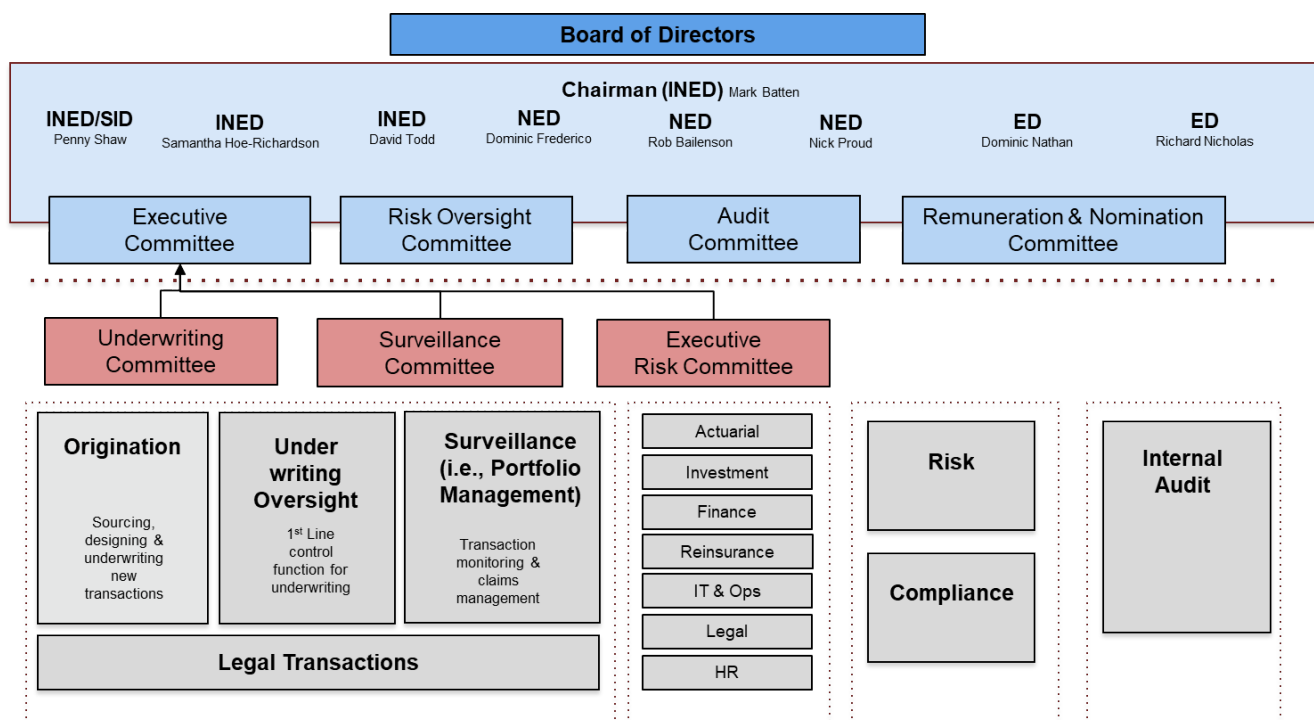 Board of Directors
Chairman (INED) Mark Batten
INED/SID
Penny Shaw
INED
Samantha Hoe-Richardson
INED
David Todd
NED
Dominic Frederico
NED
Rob Bailenson
NED
Nick Proud
ED
Dominic Nathan
ED
Richard Nicholas
Executive
Committee
Risk Oversight
Committee
Audit
Committee
Remuneration & Nomination
Committee
Underwriting
Committee
Surveillance
Committee
Executive
Risk Committee
Origination
Sourcing,
designing &
underwriting
new
transactions
Under
writing
Oversight
1st Line
control
function for
underwriting
Surveillance
(i.e., Portfolio
Management)
Transaction
monitoring &
claims
management
Legal Transactions
Actuarial
Investment
Finance
Reinsurance
IT & Ops
Legal
HR
Risk
Compliance
Internal
Audit